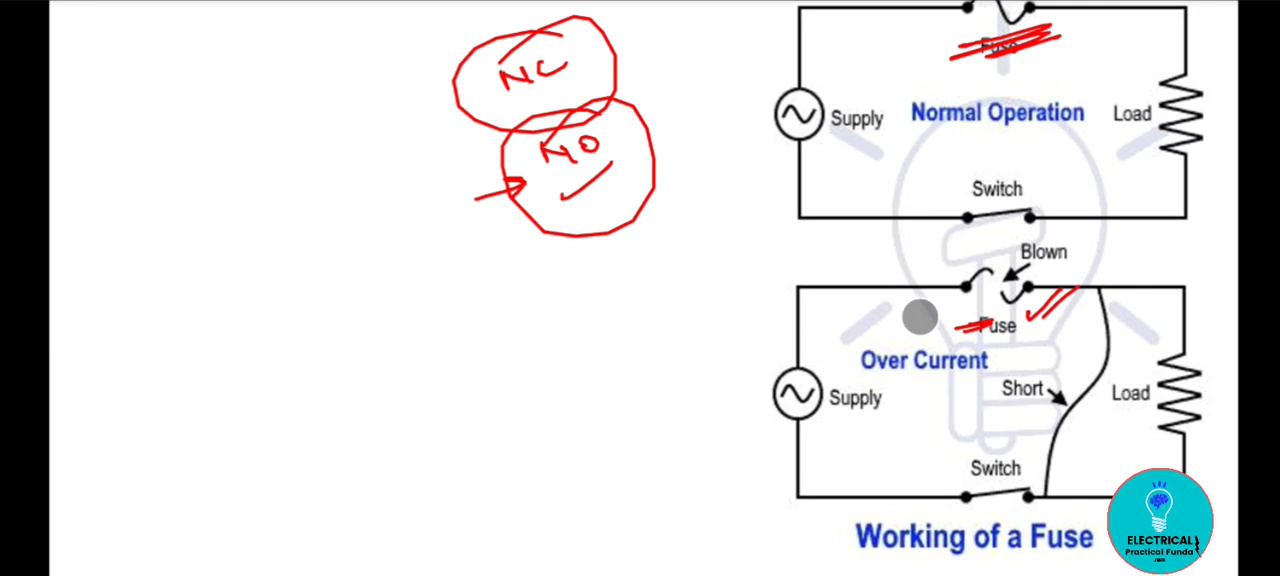 NC
NO
Fuse
Supply
Normal Operation
Load
Switch
Blown
Fuse
Over Current
Short
Supply
Load
Switch
Working of a Fuse
ELECTRICAL
Practical Funda